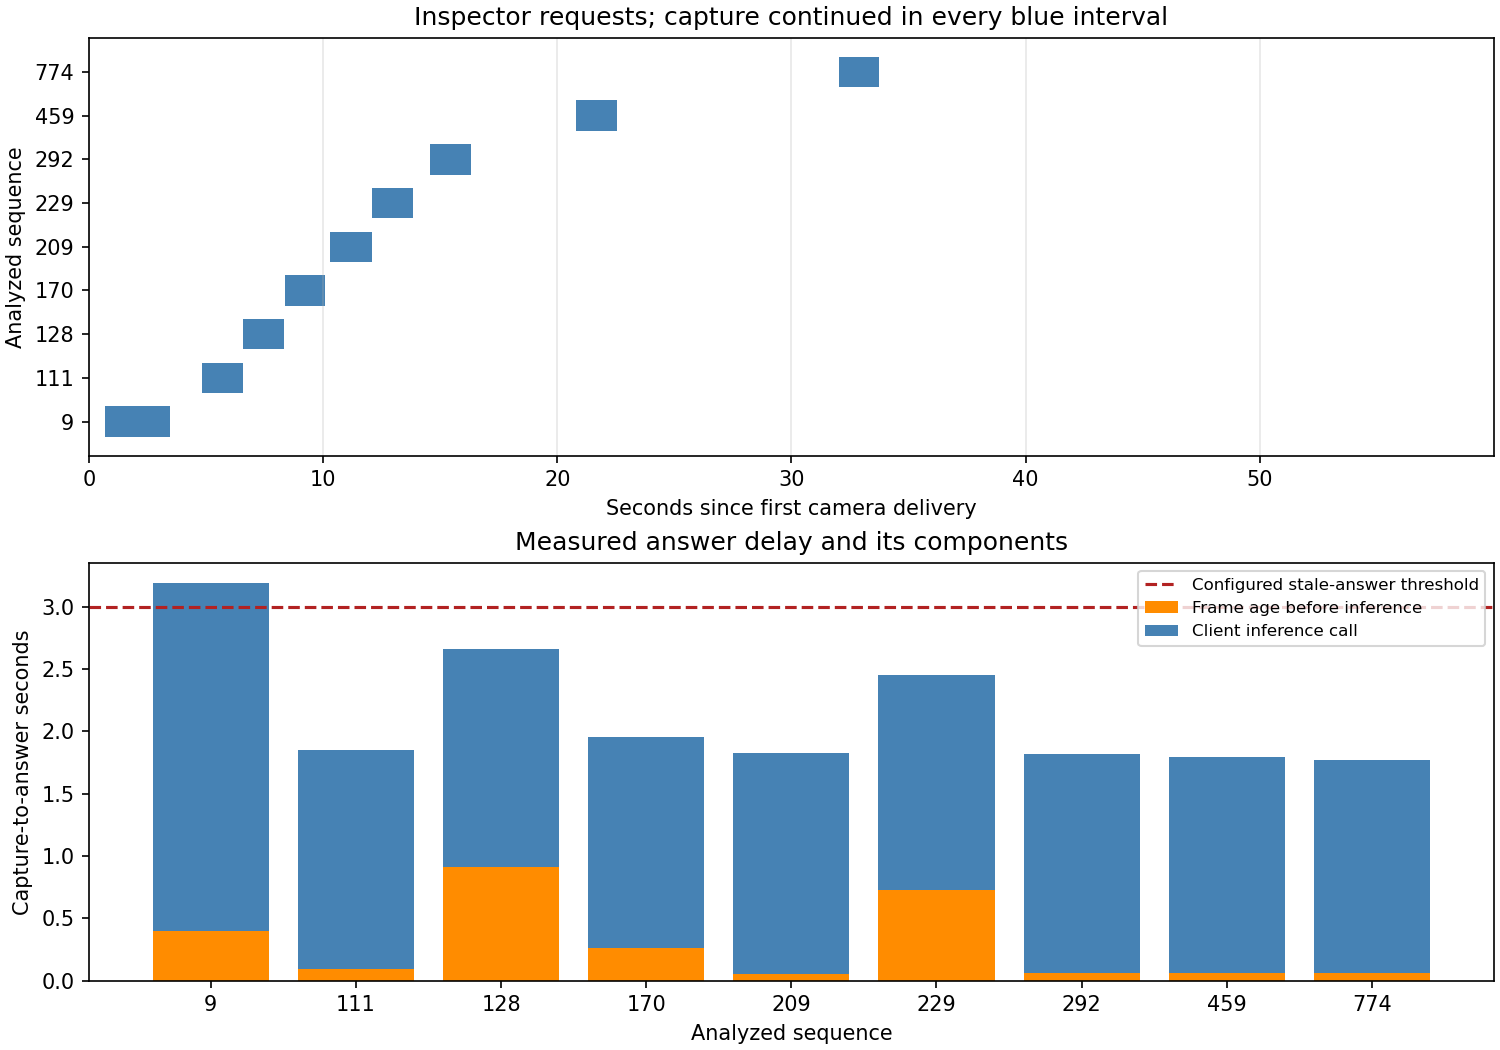 Inspector requests; capture continued in every blue interval
Analyzed sequence
774
459
292
229
209
170
128
111
9
0 10 20 30 40 50
Seconds since first camera delivery
Measured answer delay and its components
Capture-to-answer seconds
3.0
2.5
2.0
1.5
1.0
0.5
0.0
Configured stale-answer threshold
Frame age before inference
Client inference call
9 111 128 170 209 229 292 459 774
Analyzed sequence